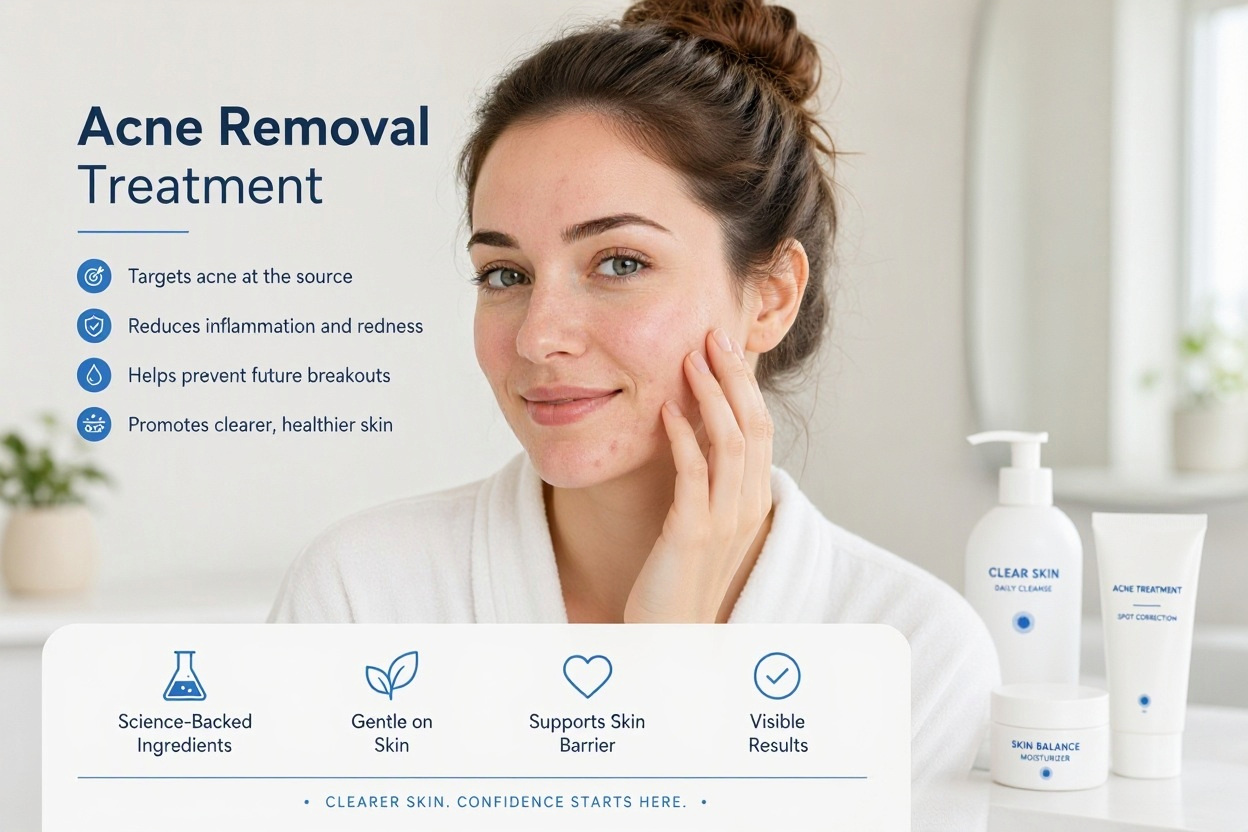 Acne Removal
Treatment
Targets acne at the source
Reduces inflammation and redness
Helps prevent future breakouts
Promotes clearer, healthier skin
Science-Backed
Ingredients
Gentle on
Skin
Supports Skin
Barrier
Visible
Results
• CLEARER SKIN. CONFIDENCE STARTS HERE. •
CLEAR SKIN
DAILY CLEANSE
ACNE TREATMENT
SPOT CORRECTION
SKIN BALANCE
MOISTURIZER